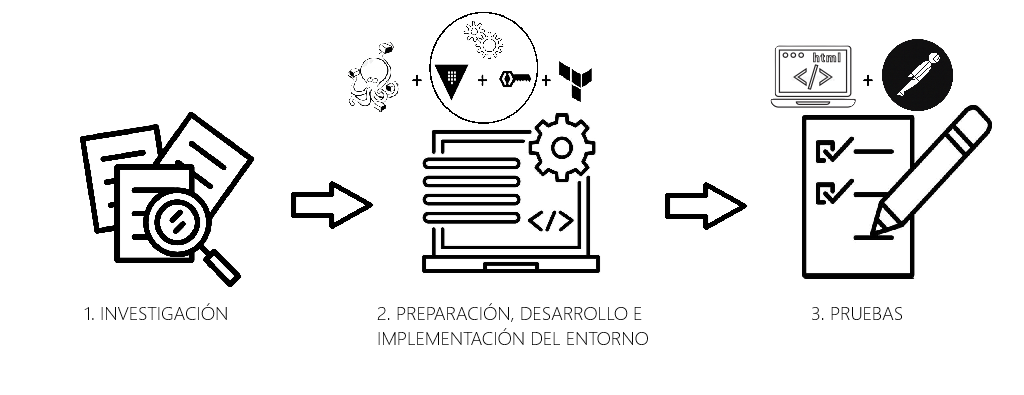 html
</>
</>
1. INVESTIGACIÓN
2. PREPARACIÓN, DESARROLLO E
IMPLEMENTACIÓN DEL ENTORNO
3. PRUEBAS